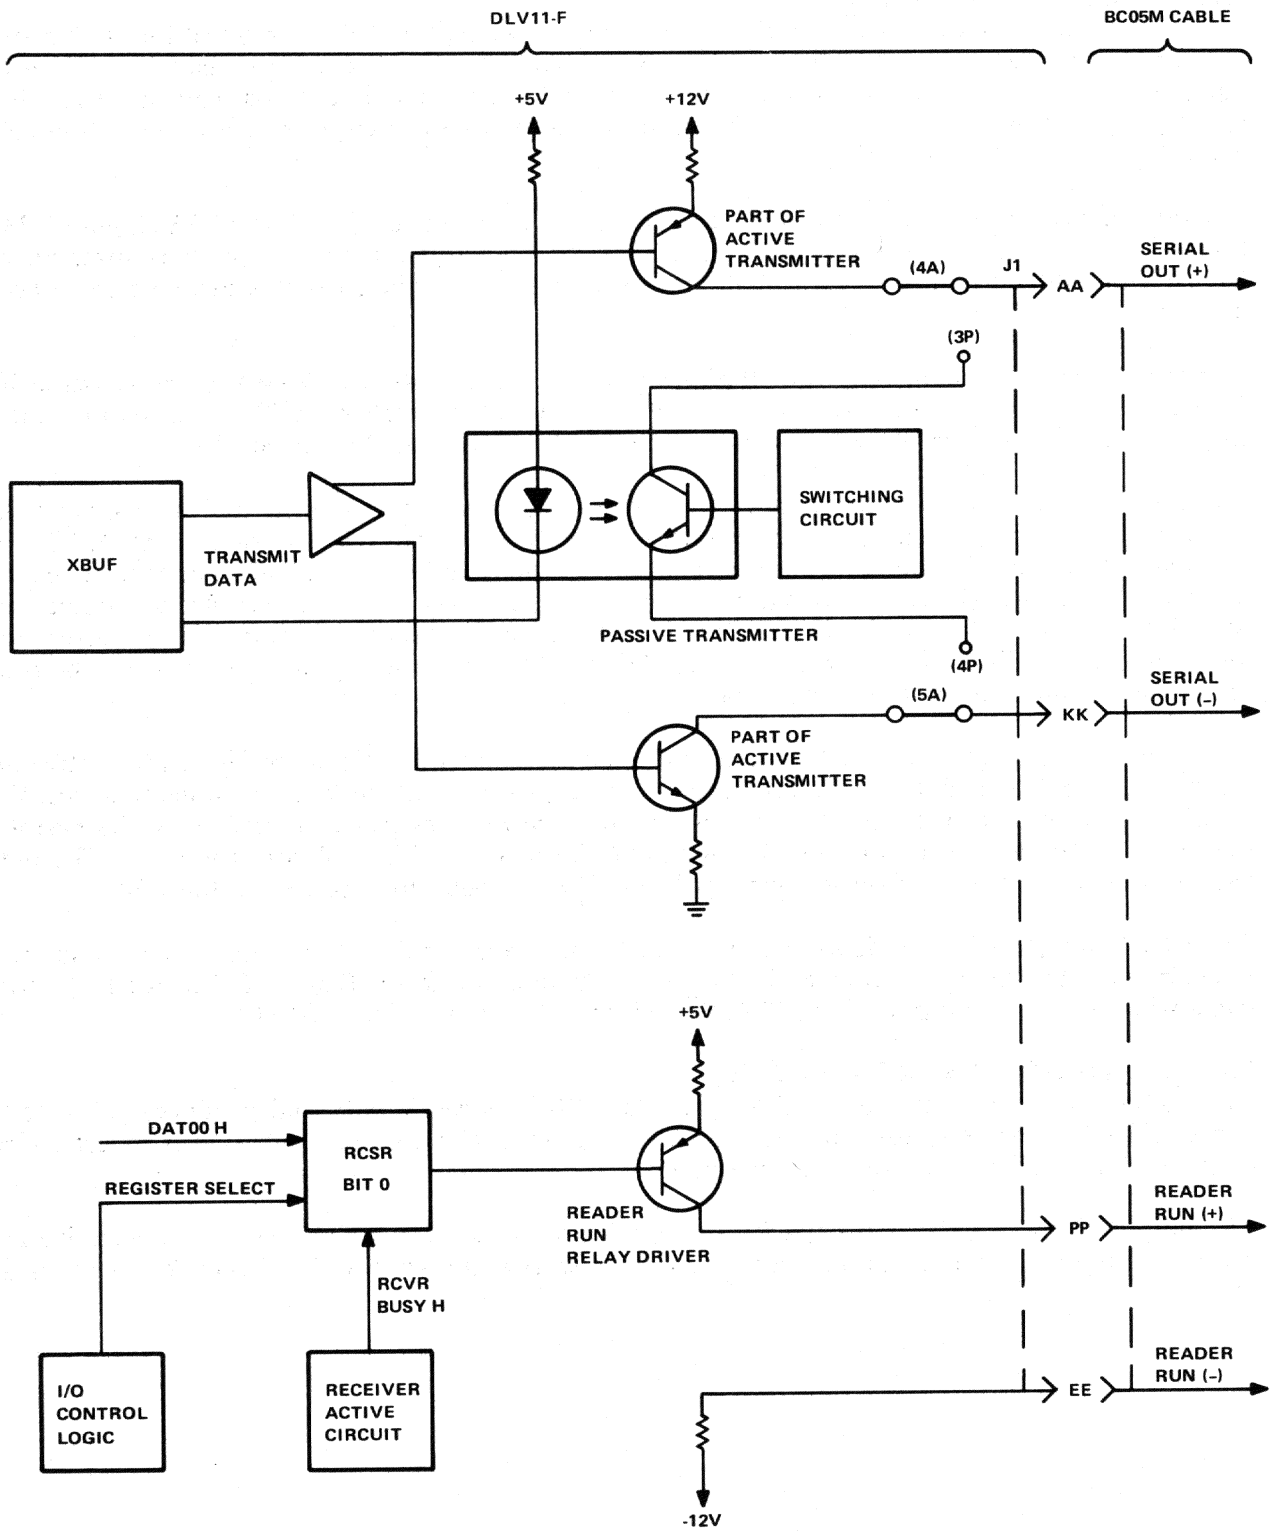 DLV11-F
BC05M CABLE
+5V
+12V
PART OF
ACTIVE
TRANSMITTER
(4A)
J1
AA
SERIAL
OUT (+)
(3P)
XBUF
TRANSMIT
DATA
SWITCHING
CIRCUIT
PASSIVE TRANSMITTER
(4P)
(5A)
KK
SERIAL
OUT (–)
PART OF
ACTIVE
TRANSMITTER
+5V
DAT00 H
REGISTER SELECT
RCSR
BIT 0
READER
RUN
RELAY DRIVER
PP
READER
RUN (+)
RCVR
BUSY H
I/O
CONTROL
LOGIC
RECEIVER
ACTIVE
CIRCUIT
EE
READER
RUN (–)
-12V